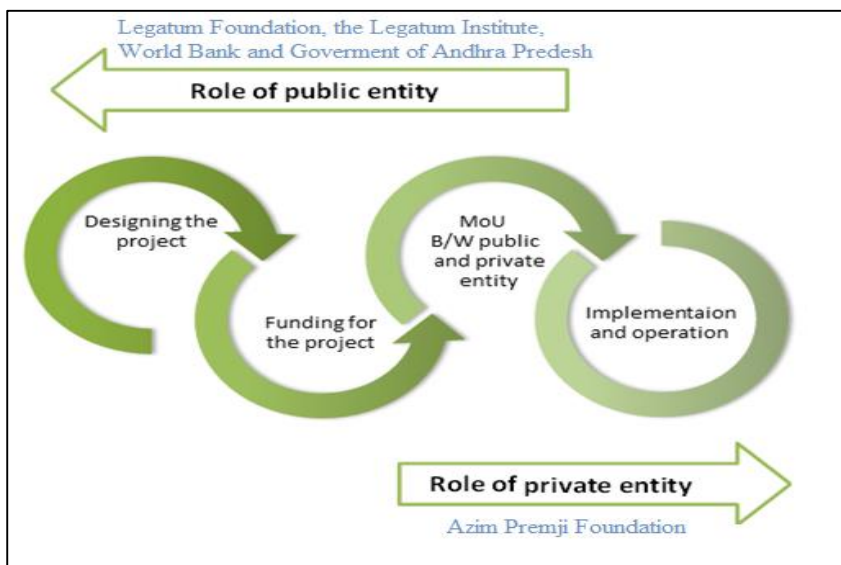 Legatum Foundation, the Legatum Institute,
World Bank and Goverment of Andhra Predesh
Role of public entity
Designing the
project
Funding for
the project
MoU
B/W public
and private
entity
Implementaion
and operation
Role of private entity
Azim Premji Foundation